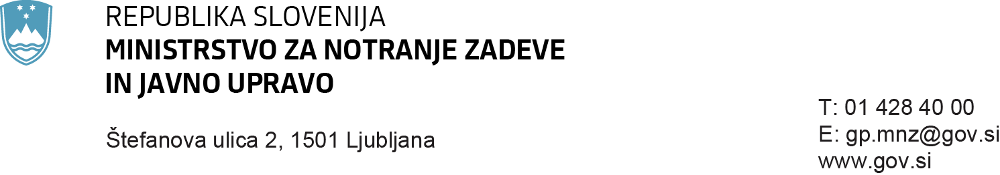 REPUBLIKA SLOVENIJA
MINISTRSTVO ZA NOTRANJE ZADEVE
IN JAVNO UPRAVO
Štefanova ulica 2, 1501 Ljubljana
T: 01 428 40 00
E: gp.mnz@gov.si
www.gov.si